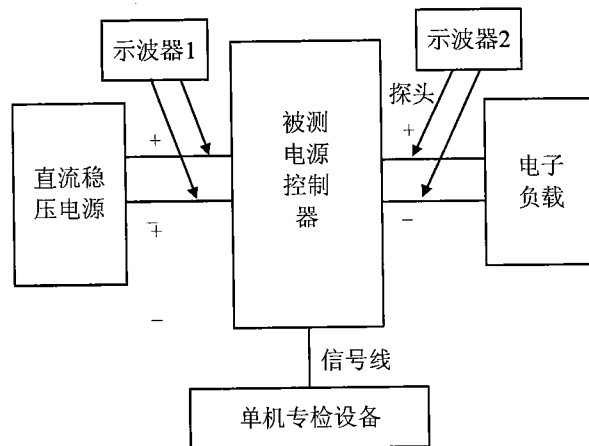 示波器1
示波器2
探头
+
+
直流稳
压电源
被测
电源
控制
器
电子
负载
-
+
-
-
信号线
单机专检设备